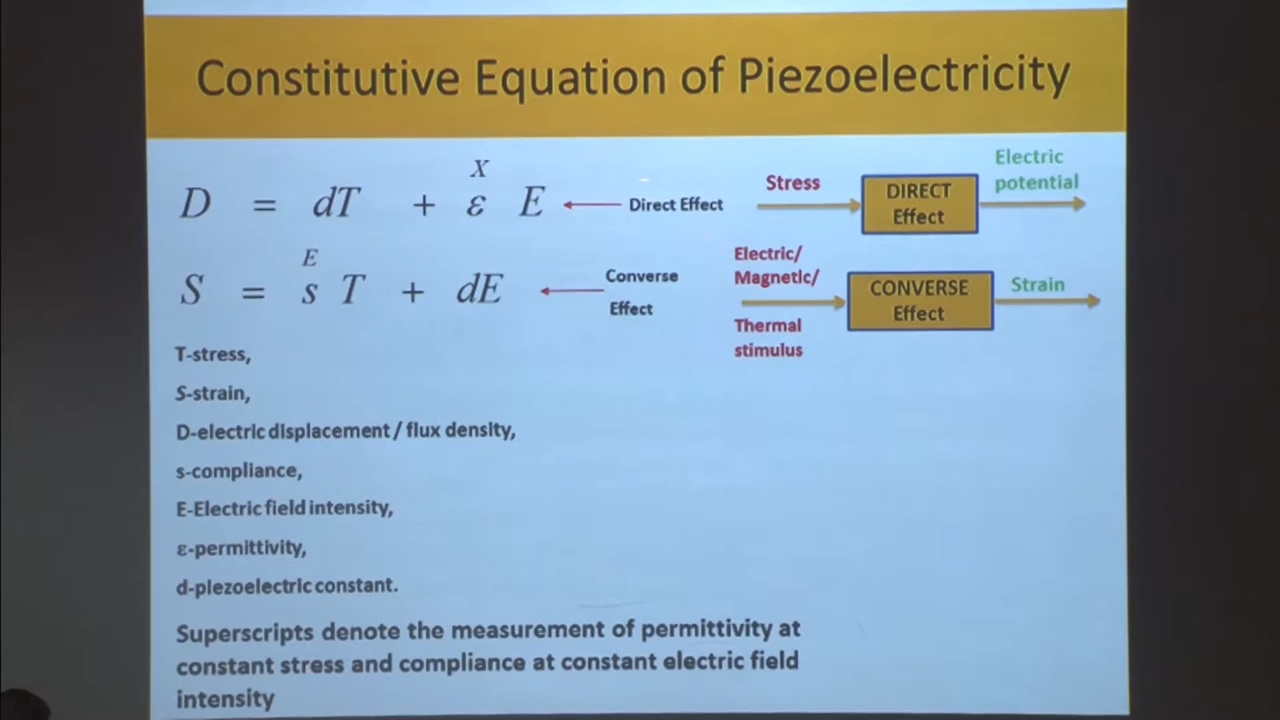 Constitutive Equation of Piezoelectricity
X
D = dT + ε E
Direct Effect
Stress
DIRECT
Effect
Electric
potential
E
S = s T + dE
Converse
Effect
Electric/
Magnetic/
Thermal
stimulus
CONVERSE
Effect
Strain
T-stress,
S-strain,
D-electric displacement / flux density,
s-compliance,
E-Electric field intensity,
ε-permittivity,
d-piezoelectric constant.
Superscripts denote the measurement of permittivity at
constant stress and compliance at constant electric field
intensity